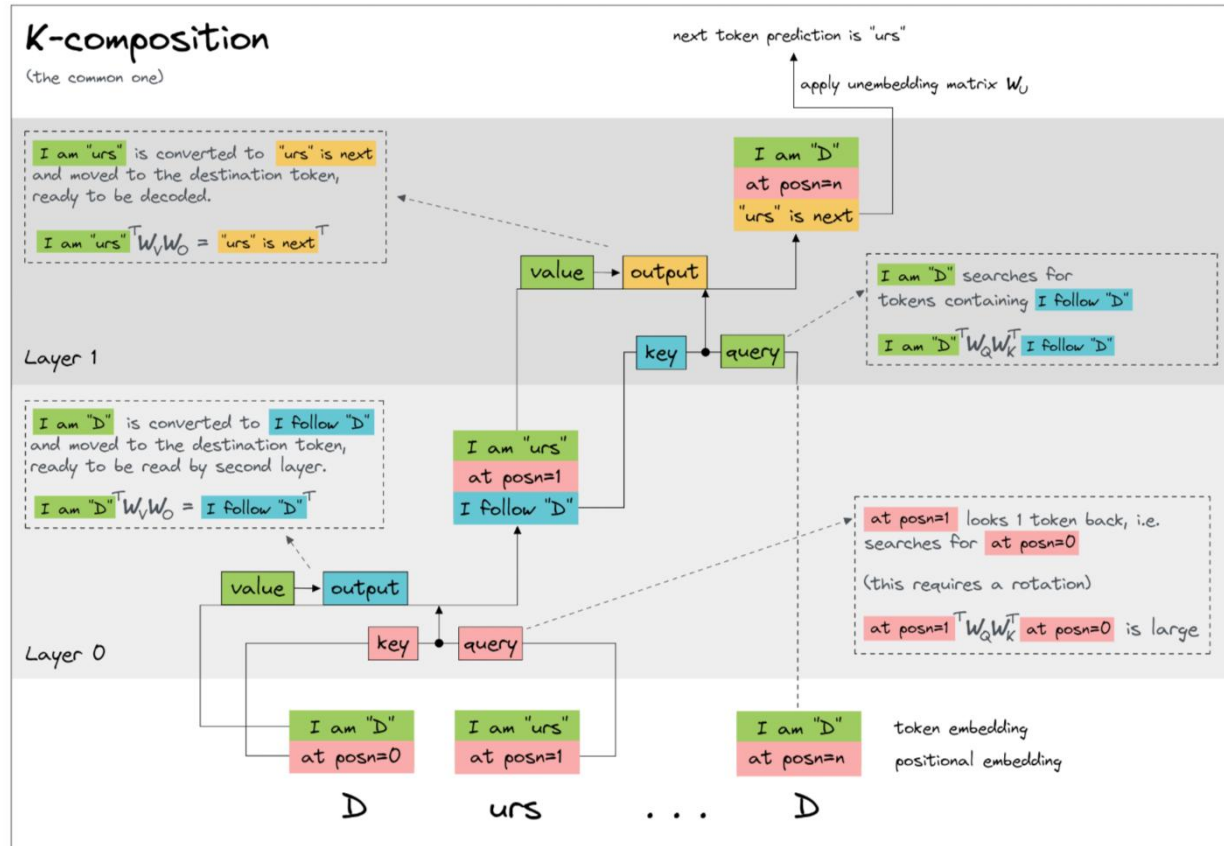 K-composition
(the common one)
next token prediction is "urs"
apply unembedding matrix W_U
I am "urs" is converted to "urs" is next
and moved to the destination token,
ready to be decoded.
I am "urs"ᵀ W_V W_O = "urs" is nextᵀ
I am "D"
at posn=n
"urs" is next
value
output
I am "D" searches for
tokens containing I follow "D"
I am "D"ᵀ W_Q W_Kᵀ I follow "D"
key
query
Layer 1
I am "D" is converted to I follow "D"
and moved to the destination token,
ready to be read by second layer.
I am "D"ᵀ W_V W_O = I follow "D"ᵀ
I am "urs"
at posn=1
I follow "D"
at posn=1 looks 1 token back, i.e.
searches for at posn=0
(this requires a rotation)
at posn=1ᵀ W_Q W_Kᵀ at posn=0 is large
value
output
key
query
Layer 0
I am "D"
at posn=0
I am "urs"
at posn=1
I am "D"
at posn=n
token embedding
positional embedding
D urs ... D